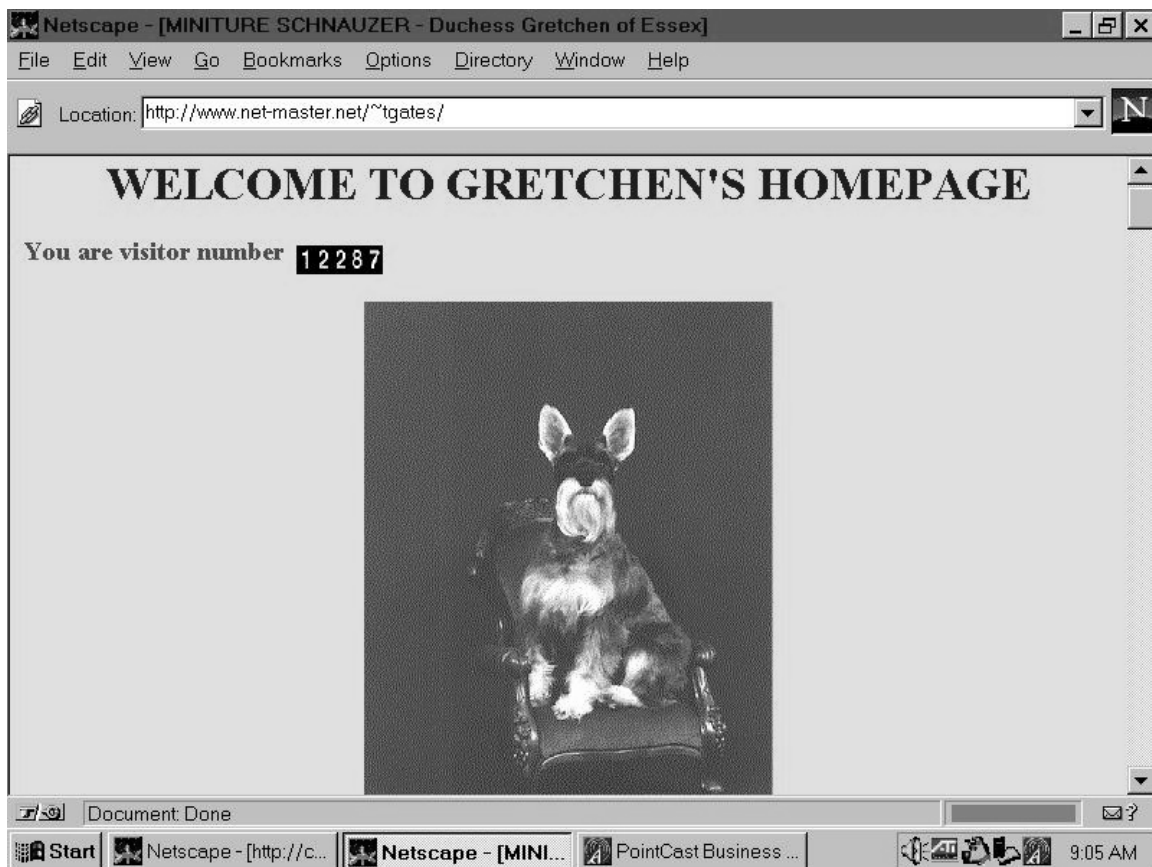 Netscape - [MINITURE SCHNAUZER - Duchess Gretchen of Essex]
File Edit View Go Bookmarks Options Directory Window Help
Location: http://www.net-master.net/~tgates/
N
WELCOME TO GRETCHEN'S HOMEPAGE
You are visitor number 12287
Document: Done
?
Start Netscape - [http://c... Netscape - [MINI... PointCast Business ... ATI 9:05 AM